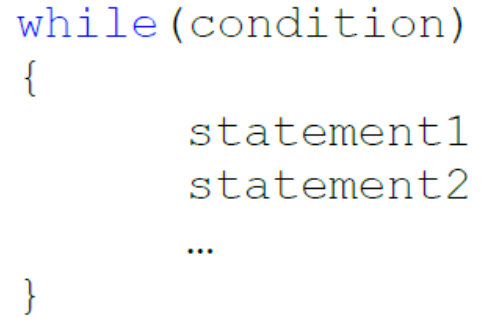 while(condition)
{
statement1
statement2
…
}